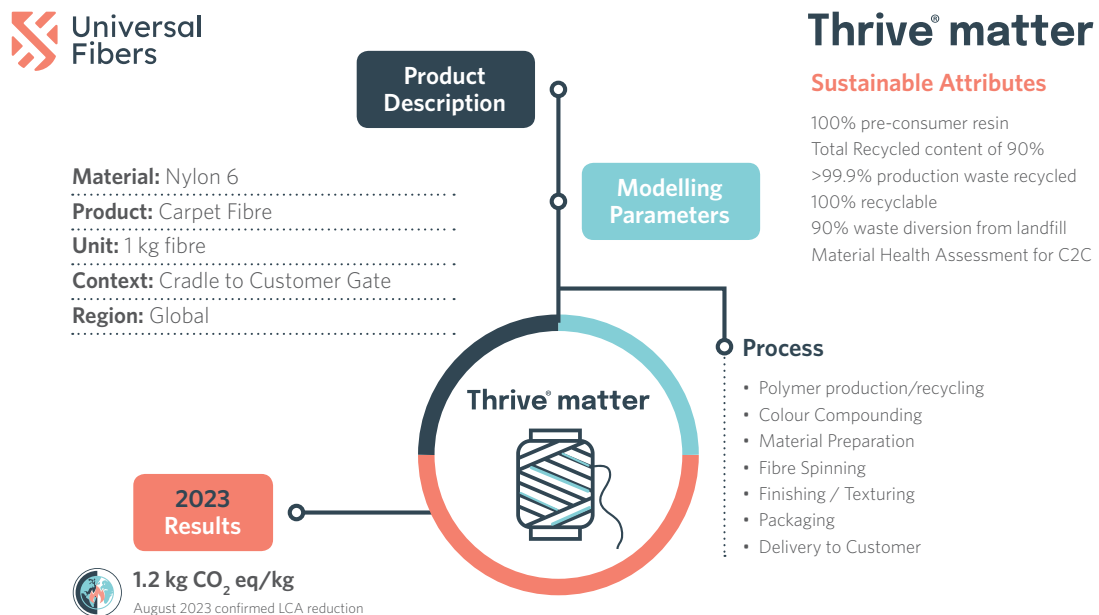 Universal
Fibers
Thrive® matter
Sustainable Attributes
100% pre-consumer resin
Total Recycled content of 90%
>99.9% production waste recycled
100% recyclable
90% waste diversion from landfill
Material Health Assessment for C2C
Product
Description
Material: Nylon 6
Product: Carpet Fibre
Unit: 1 kg fibre
Context: Cradle to Customer Gate
Region: Global
Modelling
Parameters
Process
• Polymer production/recycling
• Colour Compounding
• Material Preparation
• Fibre Spinning
• Finishing / Texturing
• Packaging
• Delivery to Customer
Thrive® matter
2023
Results
1.2 kg CO₂ eq/kg
August 2023 confirmed LCA reduction